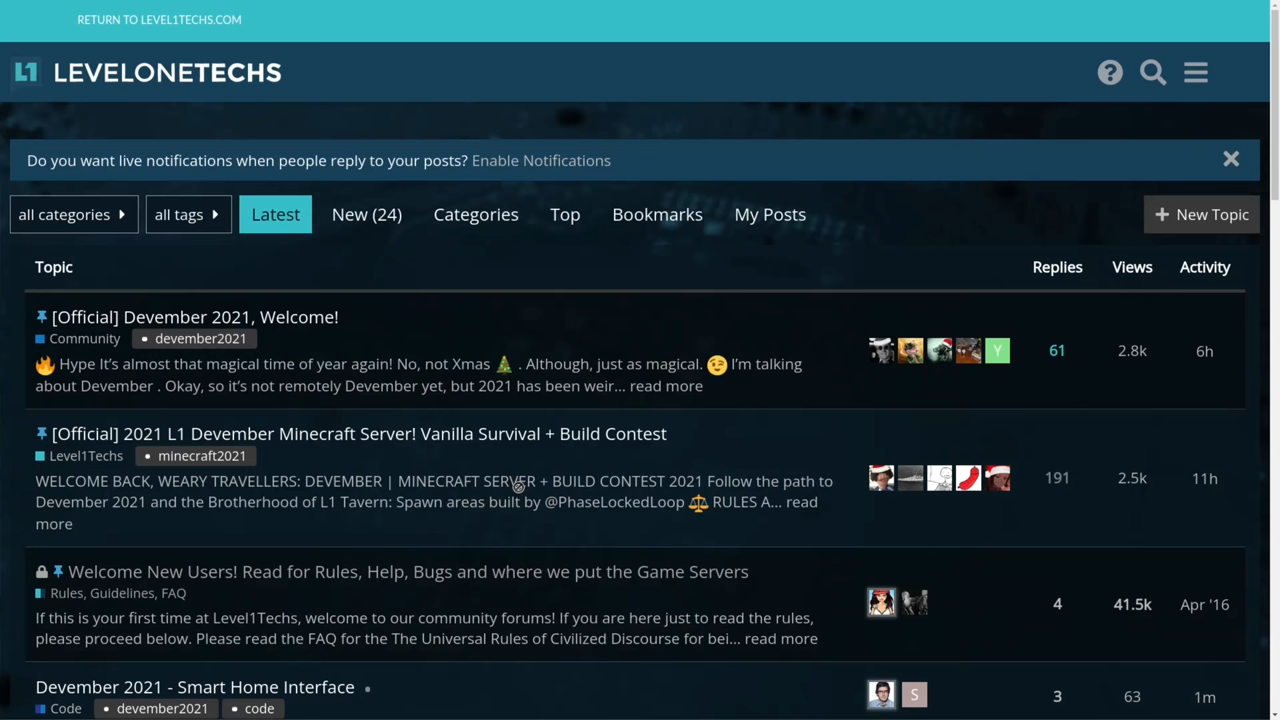 RETURN TO LEVEL1TECHS.COM
L1 LEVELONETECHS
Do you want live notifications when people reply to your posts? Enable Notifications
all categories all tags Latest New (24) Categories Top Bookmarks My Posts + New Topic
Topic Replies Views Activity
[Official] Devember 2021, Welcome!
Community devember2021
🔥 Hype It’s almost that magical time of year again! No, not Xmas 🎄 . Although, just as magical. 😉 I’m talking
about Devember . Okay, so it’s not remotely Devember yet, but 2021 has been weir... read more
Y 61 2.8k 6h
[Official] 2021 L1 Devember Minecraft Server! Vanilla Survival + Build Contest
Level1Techs minecraft2021
WELCOME BACK, WEARY TRAVELLERS: DEVEMBER | MINECRAFT SERVER + BUILD CONTEST 2021 Follow the path to
Devember 2021 and the Brotherhood of L1 Tavern: Spawn areas built by @PhaseLockedLoop ⚖️ RULES A... read
more
191 2.5k 11h
Welcome New Users! Read for Rules, Help, Bugs and where we put the Game Servers
Rules, Guidelines, FAQ
If this is your first time at Level1Techs, welcome to our community forums! If you are here just to read the rules,
please proceed below. Please read the FAQ for the The Universal Rules of Civilized Discourse for bei... read more
4 41.5k Apr '16
Devember 2021 - Smart Home Interface
Code devember2021 code
S 3 63 1m